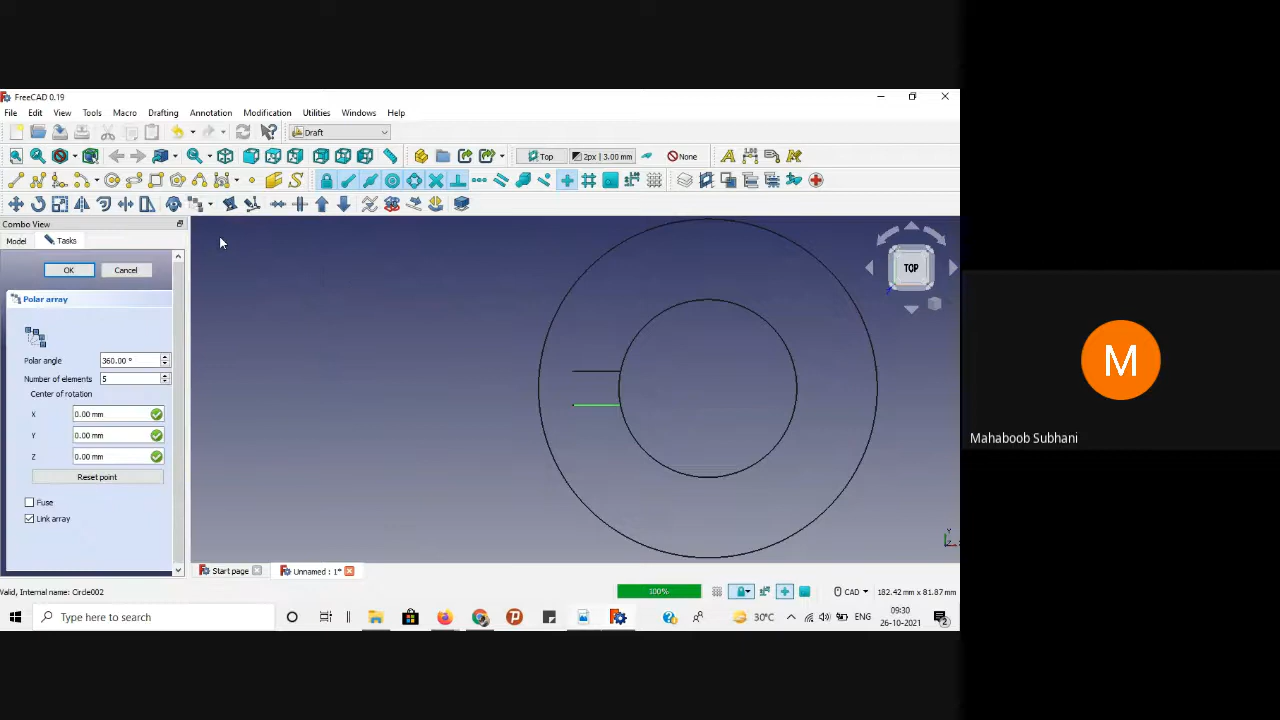 FreeCAD 0.19
File Edit View Tools Macro Drafting Annotation Modification Utilities Windows Help
Draft
Top 2px | 3.00 mm None
Combo View
Model Tasks
OK Cancel
TOP
Polar array
Polar angle 360.00 °
Number of elements 5
Center of rotation
X 0.00 mm
Y 0.00 mm
Z 0.00 mm
Reset point
Fuse
Link array
Y
Start page Unnamed : 1*
Valid, Internal name: Circle002 100% CAD 182.42 mm x 81.87 mm
Type here to search 30°C ENG 09:30
26-10-2021 2
M
Mahaboob Subhani